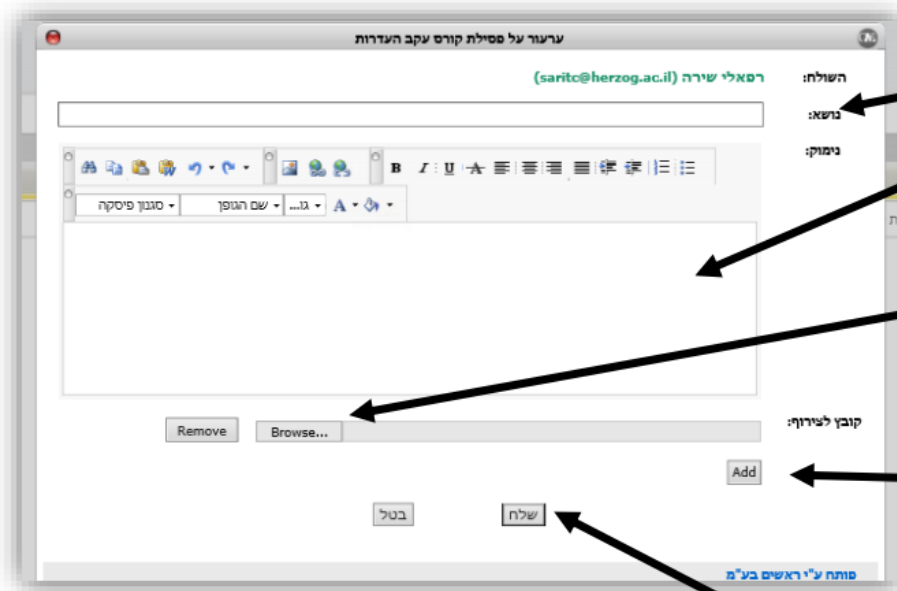 ערעור על פסילת קורס עקב העדרות
השולח: רפאלי שירה (saritc@herzog.ac.il)
נושא:
נימוק:
B I U A
סגנון פיסקה שם הגופן גו... A
קובץ לצירוף: Browse... Remove
Add
שלח בטל
פותח ע"י ראשים בע"מ